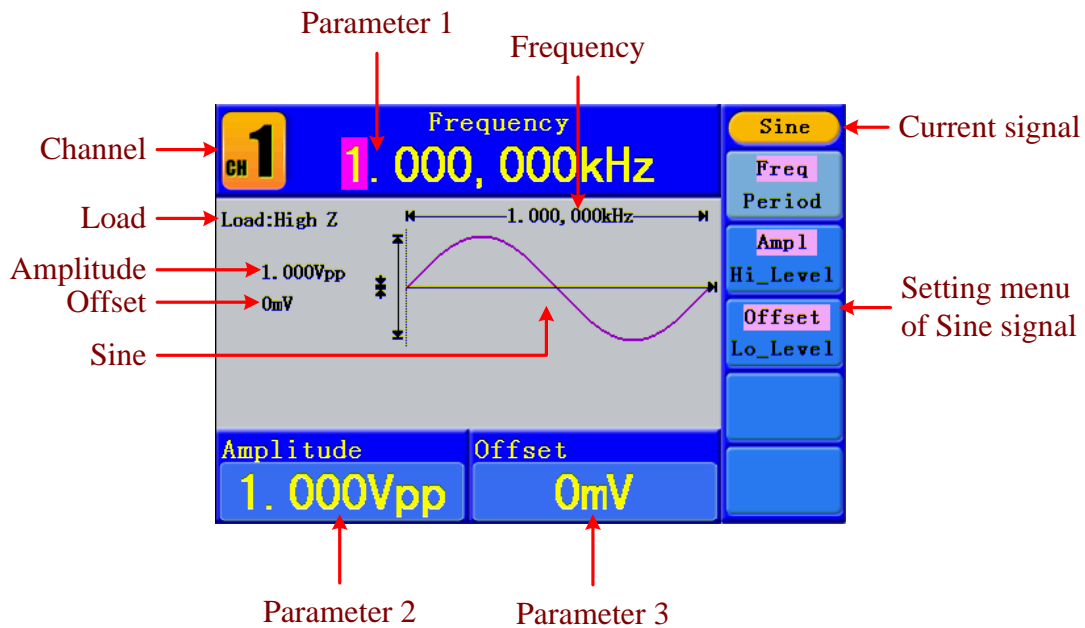 Parameter 1
Frequency
Channel
CH 1
Frequency
1.000,000kHz
Sine
Current signal
Freq
Period
Load
Load:High Z
1.000,000kHz
Amplitude
1.000Vpp
Ampl
Hi_Level
Offset
0mV
Setting menu
of Sine signal
Offset
Lo_Level
Sine
Amplitude
1.000Vpp
Offset
0mV
Parameter 2
Parameter 3